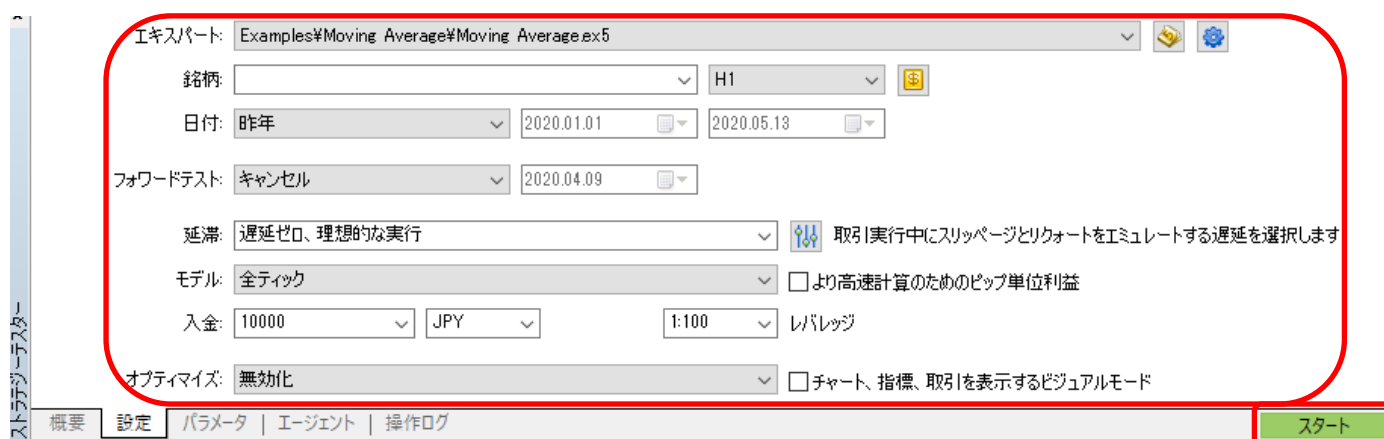 エキスパート: Examples¥Moving Average¥Moving Average.ex5
銘柄: H1
日付: 昨年 2020.01.01 2020.05.13
フォワードテスト: キャンセル 2020.04.09
延滞: 遅延ゼロ、理想的な実行 取引実行中にスリッページとリクォートをエミュレートする遅延を選択します
モデル: 全ティック より高速計算のためのピップ単位利益
入金: 10000 JPY 1:100 レバレッジ
オプティマイズ: 無効化 チャート、指標、取引を表示するビジュアルモード
ストラテジーテスター
概要 設定 パラメータ | エージェント | 操作ログ スタート